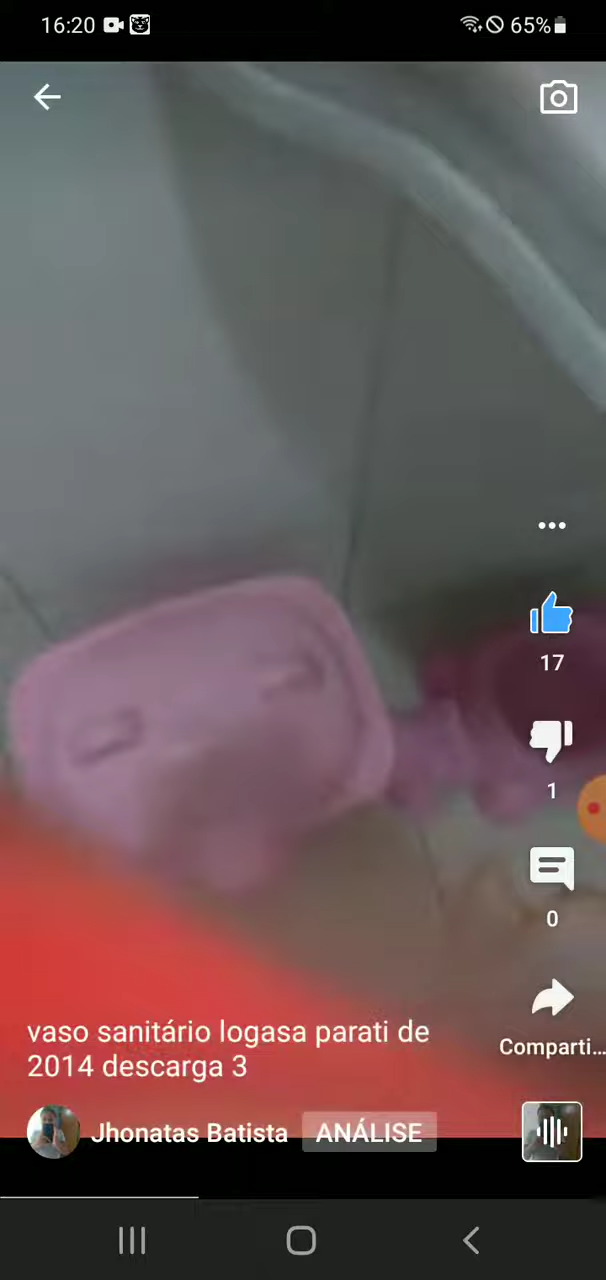 16:20
65%
17
1
0
Comparti...
vaso sanitário logasa parati de
2014 descarga 3
Jhonatas Batista
ANÁLISE